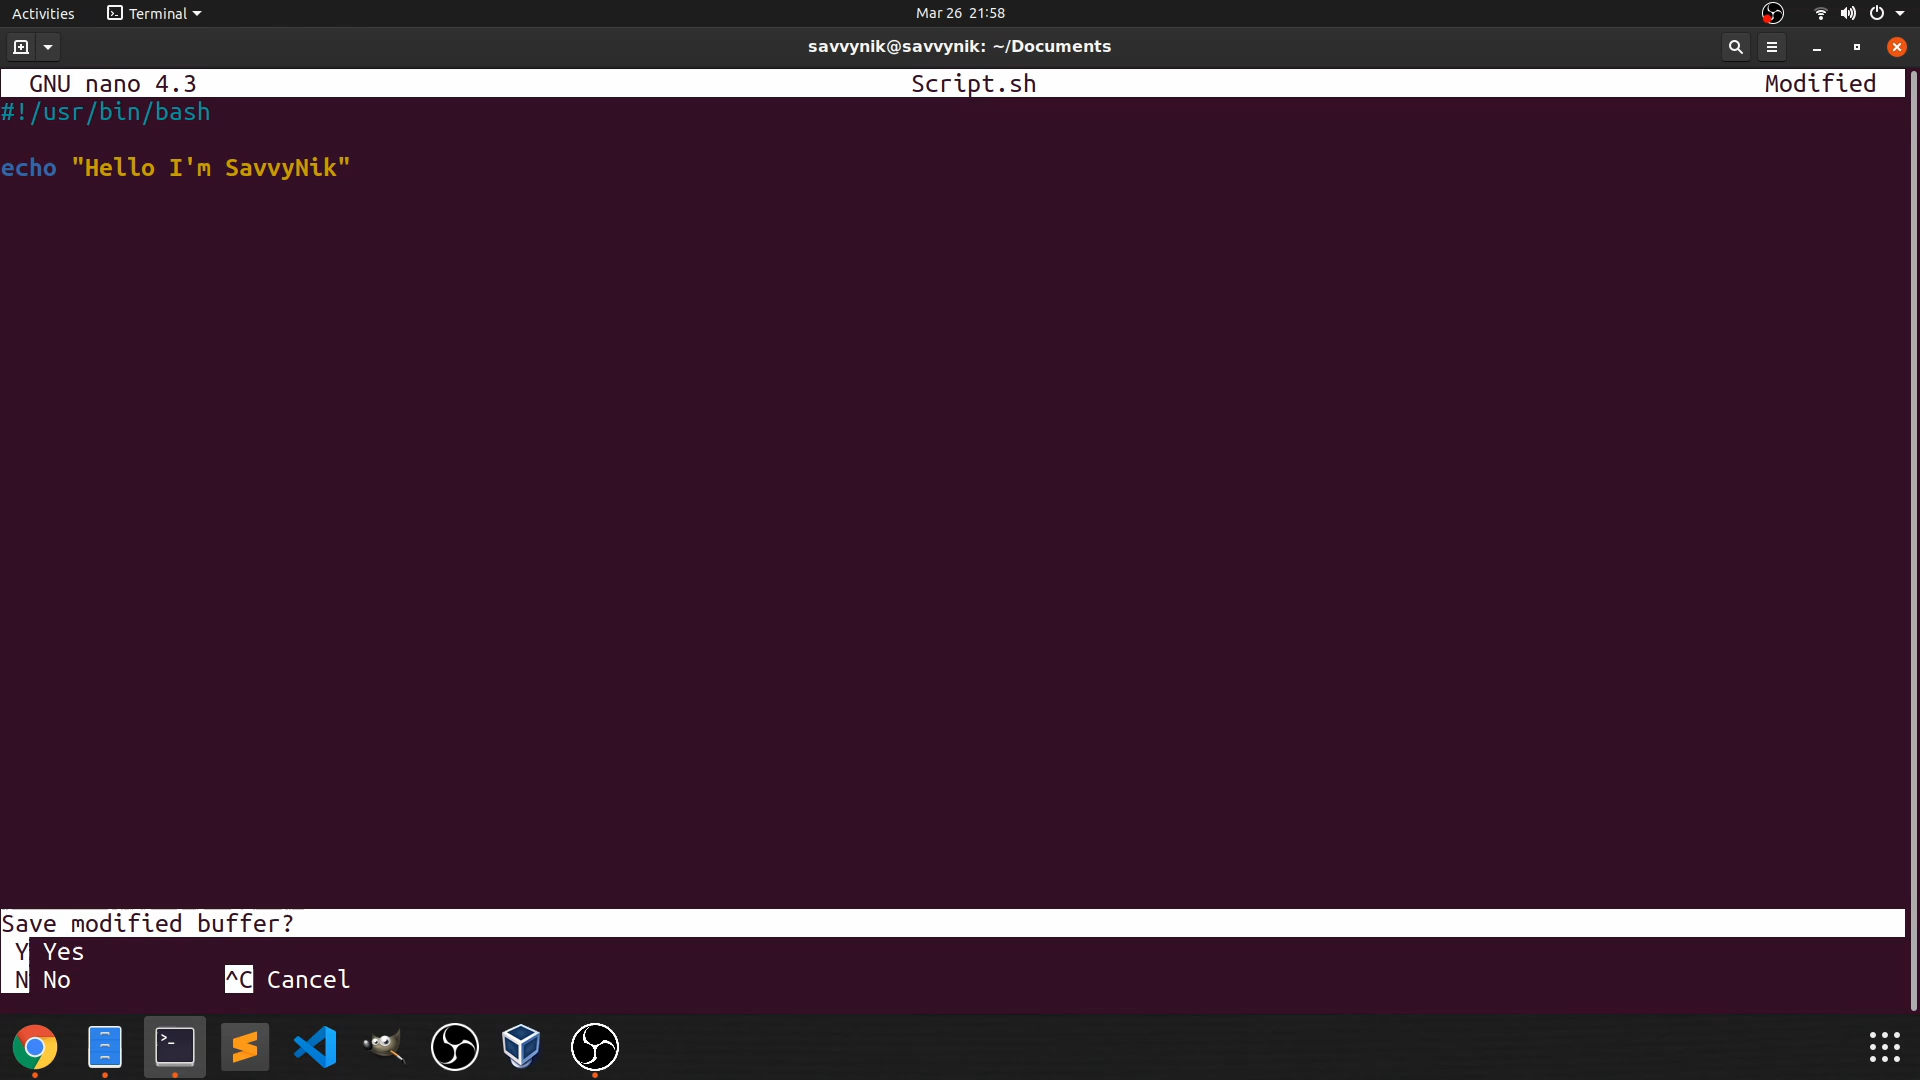 Activities
Terminal
Mar 26 21:58
savvynik@savvynik: ~/Documents
GNU nano 4.3 Script.sh Modified
#!/usr/bin/bash
echo "Hello I'm SavvyNik"
Save modified buffer?
Y Yes
N No ^C Cancel
>_